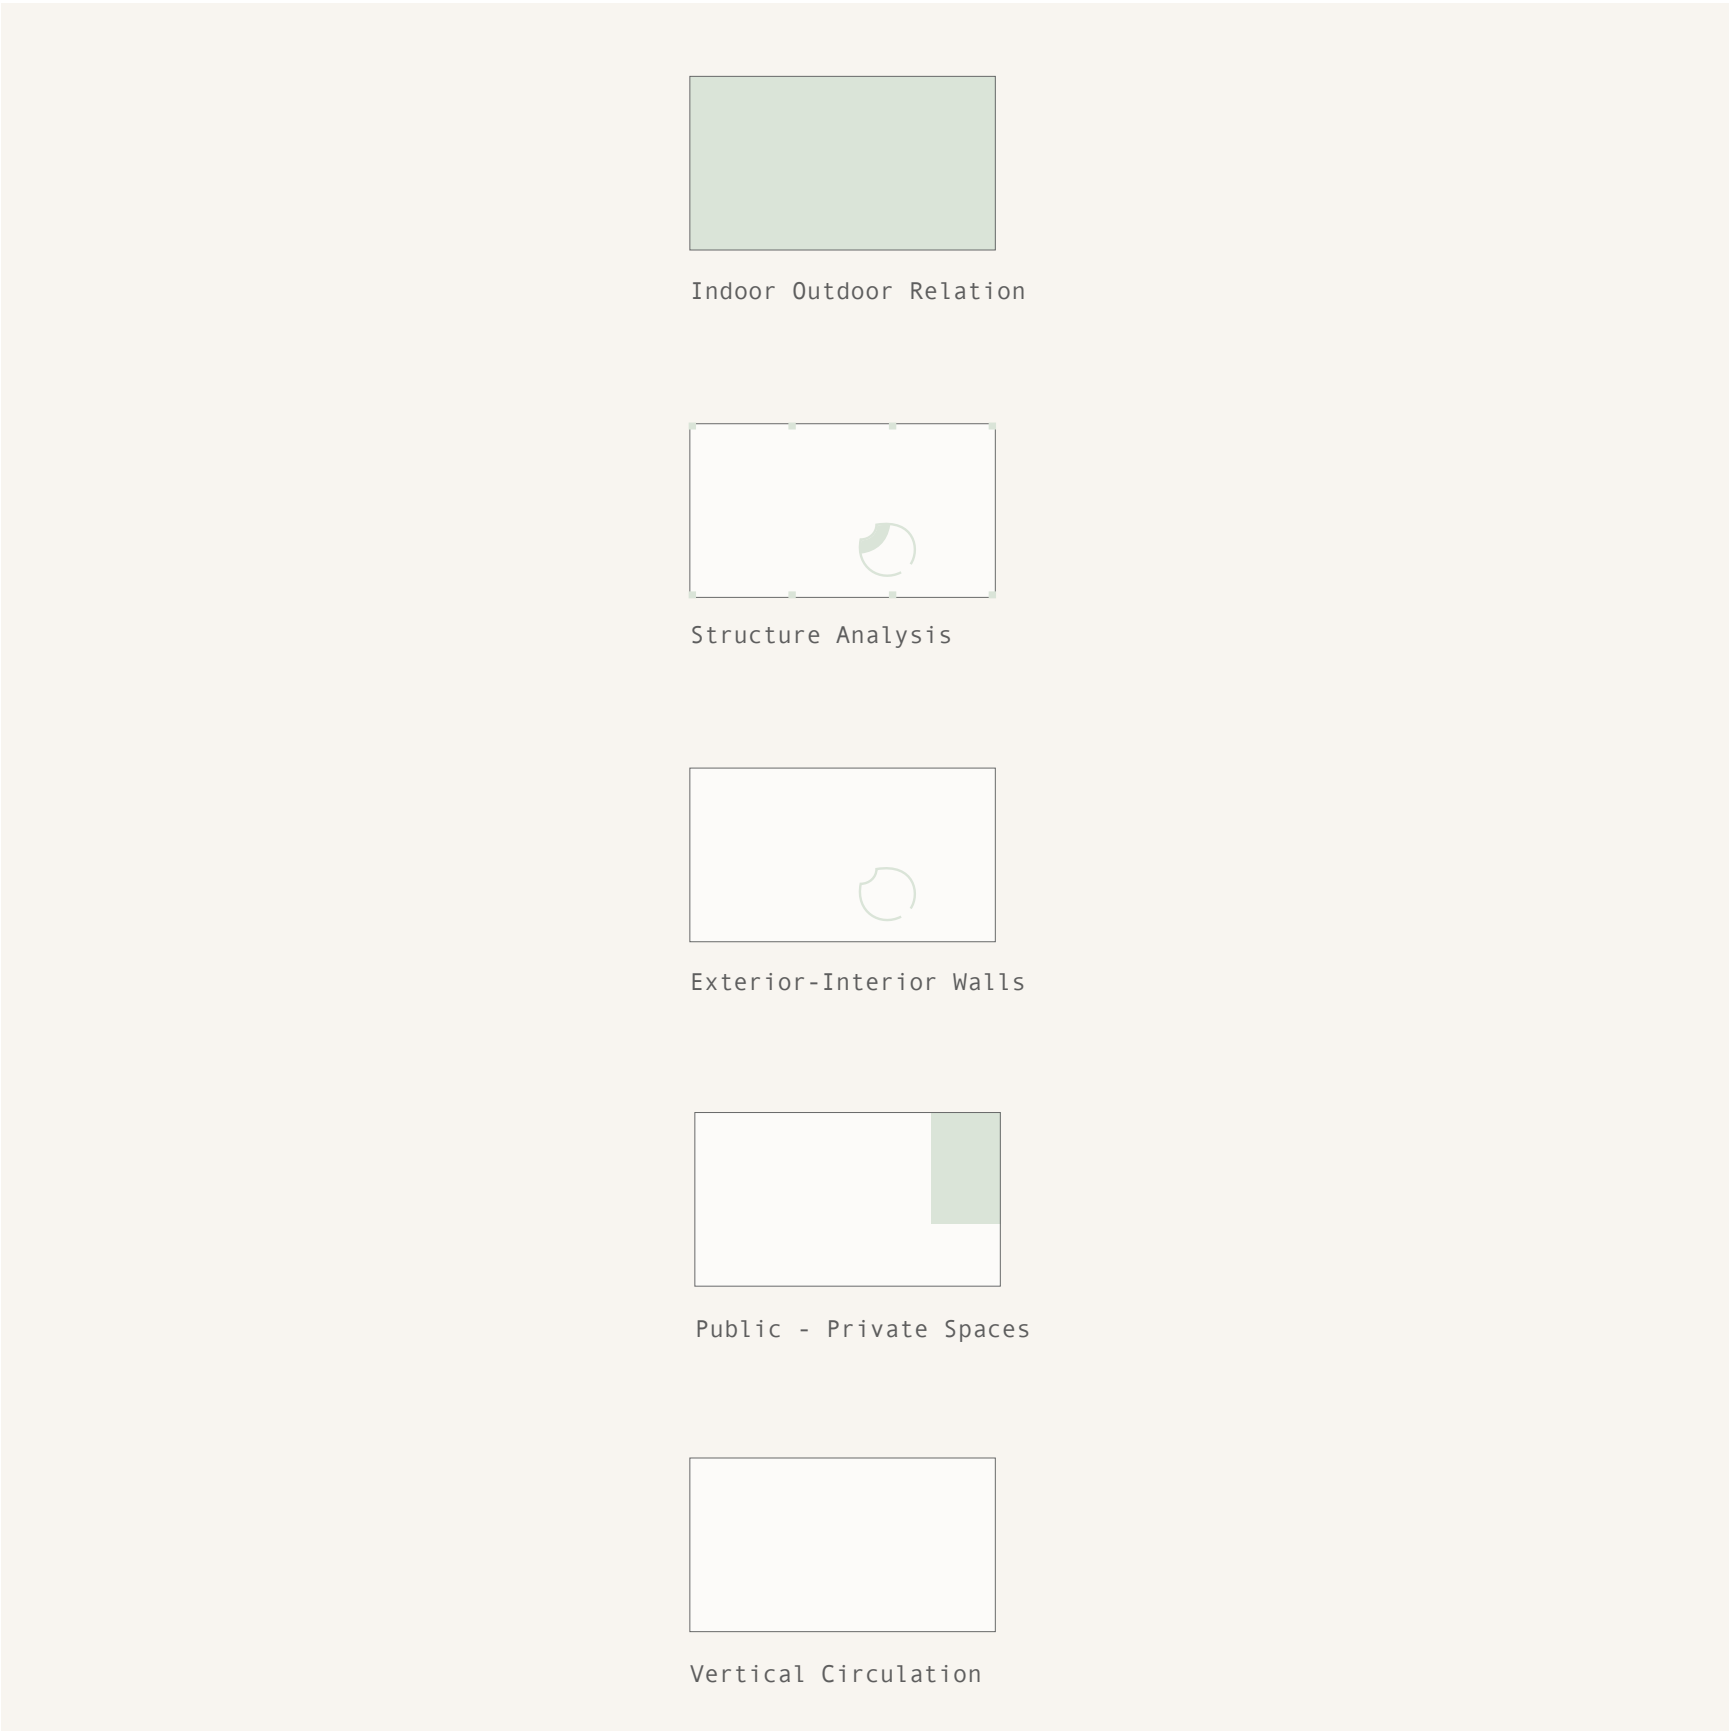 Indoor Outdoor Relation
Structure Analysis
Exterior-Interior Walls
Public - Private Spaces
Vertical Circulation